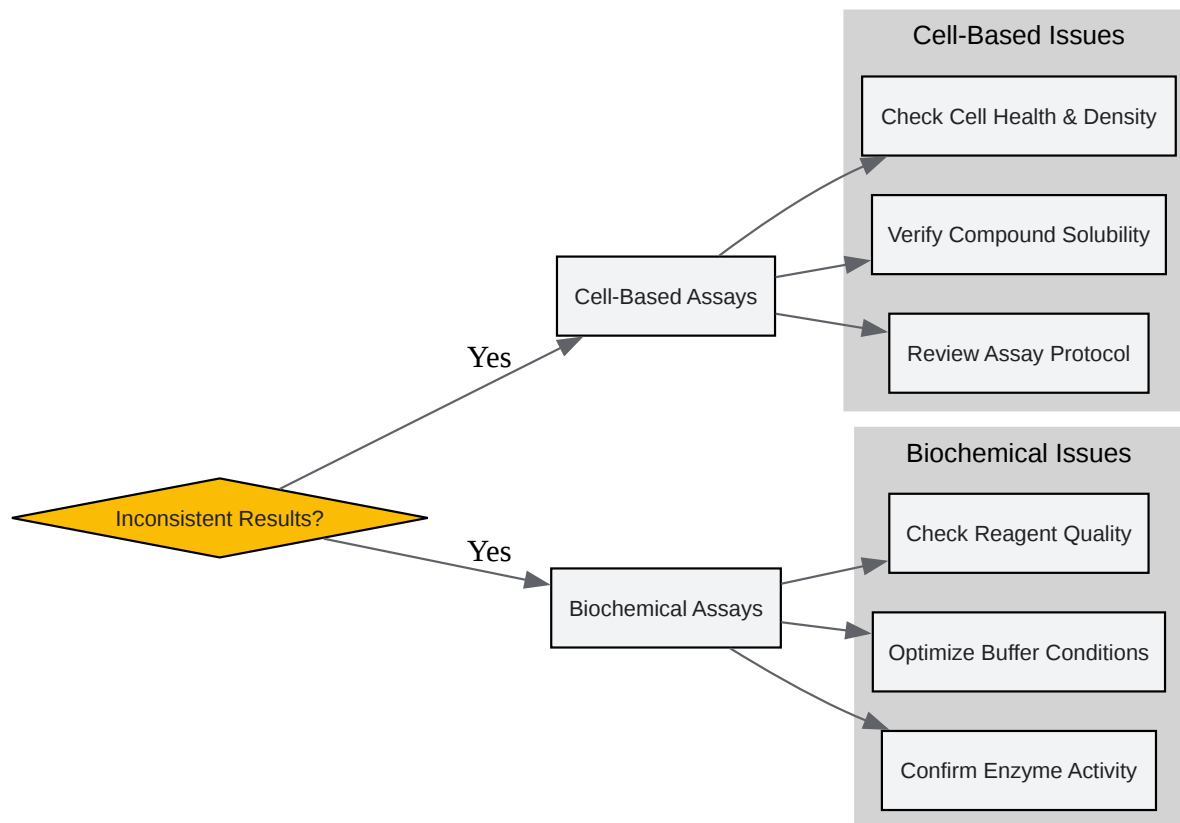 Cell-Based Issues
Check Cell Health & Density
Verify Compound Solubility
Cell-Based Assays
Review Assay Protocol
Yes
Biochemical Issues
Inconsistent Results?
Check Reagent Quality
Yes
Biochemical Assays
Optimize Buffer Conditions
Confirm Enzyme Activity